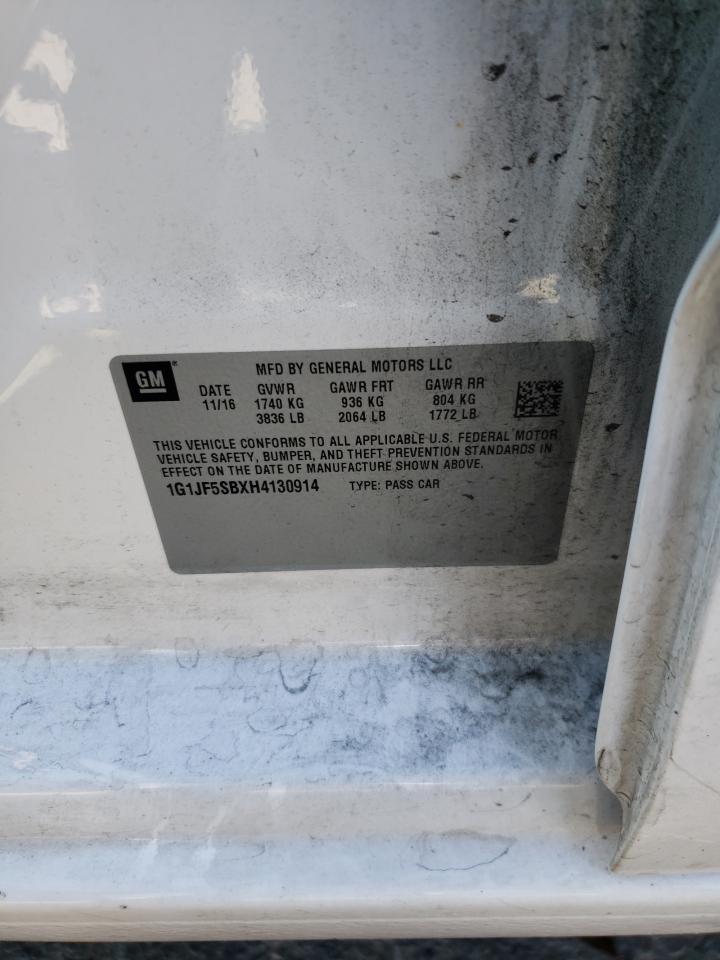 GM®
MFD BY GENERAL MOTORS LLC
DATE GVWR GAWR FRT GAWR RR
11/16 1740 KG 936 KG 804 KG
3836 LB 2064 LB 1772 LB
THIS VEHICLE CONFORMS TO ALL APPLICABLE U.S. FEDERAL MOTOR
VEHICLE SAFETY, BUMPER, AND THEFT PREVENTION STANDARDS IN
EFFECT ON THE DATE OF MANUFACTURE SHOWN ABOVE.
1G1JF5SBXH4130914 TYPE: PASS CAR